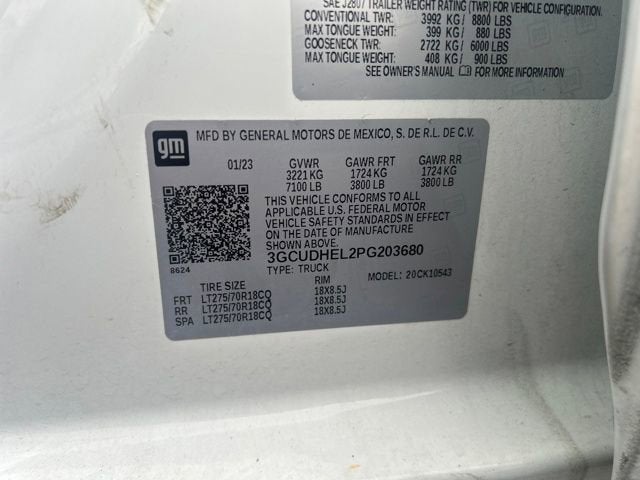 SAE J2807 TRAILER WEIGHT RATING (TWR) FOR VEHICLE CONFIGURATION.
CONVENTIONAL TWR: 3992 KG/ 8800 LBS
MAX TONGUE WEIGHT: 399 KG/ 880 LBS
GOOSENECK TWR: 2722 KG/ 6000 LBS
MAX TONGUE WEIGHT: 408 KG/ 900 LBS
SEE OWNER'S MANUAL FOR MORE INFORMATION
gm
MFD BY GENERAL MOTORS DE MEXICO, S. DE R.L. DE C.V.
01/23 GVWR GAWR FRT GAWR RR
3221 KG 1724 KG 1724 KG
7100 LB 3800 LB 3800 LB
THIS VEHICLE CONFORMS TO ALL
APPLICABLE U.S. FEDERAL MOTOR
VEHICLE SAFETY STANDARDS IN EFFECT
ON THE DATE OF MANUFACTURE
SHOWN ABOVE.
3GCUDHEL2PG203680
8624
TYPE: TRUCK MODEL: 20CK10543
TIRE SIZE RIM
FRT LT275/70R18CQ 18X8.5J
RR LT275/70R18CQ 18X8.5J
SPA LT275/70R18CQ 18X8.5J